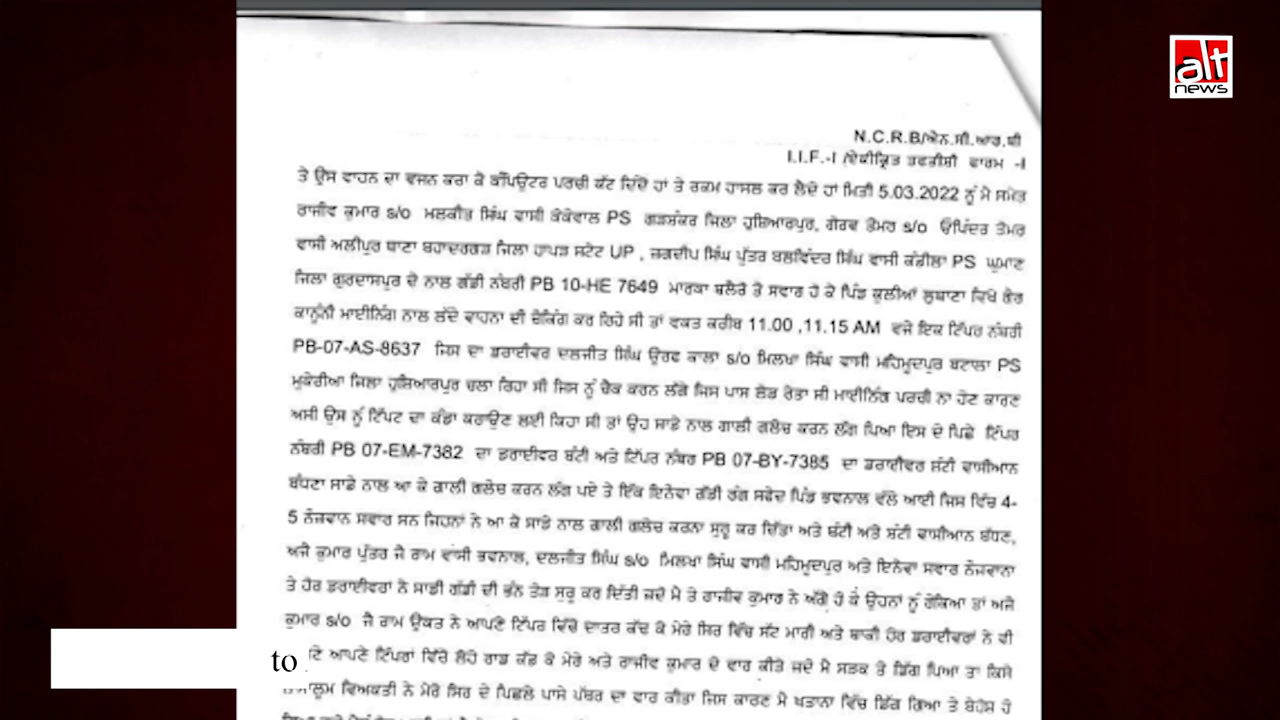 alt
news
N.C.R.B/ਐਨ.ਸੀ.ਆਰ.ਬੀ
I.I.F.-I /ਏਕੀਕ੍ਰਿਤ ਤਫਤੀਸ਼ੀ ਫਾਰਮ -I
ਤੇ ਉਸ ਵਾਹਨ ਦਾ ਵਜਨ ਕਰਾ ਕੇ ਕੰਪਿਊਟਰ ਪਰਚੀ ਕੱਟ ਦਿੰਦੇ ਹਾਂ ਤੇ ਰਕਮ ਹਾਸਲ ਕਰ ਲੈਂਦੇ ਹਾਂ ਮਿਤੀ 5.03.2022 ਨੂੰ ਮੈ ਸਮੇਤ
ਰਾਜੀਵ ਕੁਮਾਰ s/o ਮਲਕੀਤ ਸਿੰਘ ਵਾਸੀ ਕੋਕੋਵਾਲ PS ਗੜਸ਼ੰਕਰ ਜਿਲਾ ਹੁਸ਼ਿਆਰਪੁਰ, ਗੋਰਵ ਤੋਮਰ s/o ਓਪਿੰਦਰ ਤੋਮਰ
ਵਾਸੀ ਅਲੀਪੁਰ ਥਾਣਾ ਬਹਾਦਰਗੜ ਜਿਲਾ ਹਾਪੜ ਸਟੇਟ UP , ਜਗਦੀਪ ਸਿੰਘ ਪੁੱਤਰ ਬਲਵਿੰਦਰ ਸਿੰਘ ਵਾਸੀ ਕੰਡੀਲਾ PS ਘੁਮਾਣ
ਜਿਲਾ ਗੁਰਦਾਸਪੁਰ ਦੇ ਨਾਲ ਗੱਡੀ ਨੰਬਰੀ PB 10-HE 7649 ਮਾਰਕਾ ਬਲੈਰੋ ਤੇ ਸਵਾਰ ਹੋ ਕੇ ਪਿੰਡ ਕੁਲੀਆਂ ਲੁਬਾਣਾ ਵਿਖੇ ਗੈਰ
ਕਾਨੂੰਨੀ ਮਾਈਨਿੰਗ ਨਾਲ ਲੱਦੇ ਵਾਹਨਾ ਦੀ ਚੈਕਿੰਗ ਕਰ ਰਿਹੇ ਸੀ ਤਾਂ ਵਕਤ ਕਰੀਬ 11.00 ,11.15 AM ਵਜੇ ਇਕ ਟਿੱਪਰ ਨੰਬਰੀ
PB-07-AS-8637 ਜਿਸ ਦਾ ਡਰਾਈਵਰ ਦਲਜੀਤ ਸਿੰਘ ਉਰਫ ਕਾਲਾ s/o ਮਿਲਖਾ ਸਿੰਘ ਵਾਸੀ ਮਹਿਮੂਦਪੁਰ ਬਟਾਲਾ PS
ਮੁਕੇਰੀਆ ਜਿਲਾ ਹੁਸ਼ਿਆਰਪੁਰ ਚਲਾ ਰਿਹਾ ਸੀ ਜਿਸ ਨੂੰ ਚੈਕ ਕਰਨ ਲੱਗੇ ਜਿਸ ਪਾਸ ਲੋਡ ਰੇਤਾ ਸੀ ਮਾਈਨਿੰਗ ਪਰਚੀ ਨਾ ਹੋਣ ਕਾਰਣ
ਅਸੀ ਉਸ ਨੂੰ ਟਿੱਪਟ ਦਾ ਕੰਡਾ ਕਰਾਉਣ ਲਈ ਕਿਹਾ ਸੀ ਤਾਂ ਉਹ ਸਾਡੇ ਨਾਲ ਗਾਲੀ ਗਲੋਚ ਕਰਨ ਲੱਗ ਪਿਆ ਇਸ ਦੇ ਪਿਛੇ ਟਿੱਪਰ
ਨੰਬਰੀ PB 07-EM-7382 ਦਾ ਡਰਾਈਵਰ ਬੰਟੀ ਅਤੇ ਟਿੱਪਰ ਨੰਬਰ PB 07-BY-7385 ਦਾ ਡਰਾਈਵਰ ਸ਼ੰਟੀ ਵਾਸੀਆਨ
ਬੱਧਣਾ ਸਾਡੇ ਨਾਲ ਆ ਕੇ ਗਾਲੀ ਗਲੋਚ ਕਰਨ ਲੱਗ ਪਏ ਤੇ ਇੱਕ ਇਨੋਵਾ ਗੱਡੀ ਰੰਗ ਸਫੇਦ ਪਿੰਡ ਭਵਨਾਲ ਵੱਲੋ ਆਈ ਜਿਸ ਵਿੱਚ 4-
5 ਨੌਜਵਾਨ ਸਵਾਰ ਸਨ ਜਿਹਨਾਂ ਨੇ ਆ ਕੇ ਸਾਡੇ ਨਾਲ ਗਾਲੀ ਗਲੋਚ ਕਰਨਾ ਸੁਰੂ ਕਰ ਦਿੱਤਾ ਅਤੇ ਬੰਟੀ ਅਤੇ ਸ਼ੰਟੀ ਵਾਸੀਆਨ ਬੱਧਣ,
ਅਜੈ ਕੁਮਾਰ ਪੁੱਤਰ ਜੈ ਰਾਮ ਵਾਸੀ ਭਵਨਾਲ, ਦਲਜੀਤ ਸਿੰਘ s/o ਮਿਲਖਾ ਸਿੰਘ ਵਾਸੀ ਮਹਿਮੂਦਪੁਰ ਅਤੇ ਇਨੋਵਾ ਸਵਾਰ ਨੌਜਵਾਨਾ
ਤੇ ਹੋਰ ਡਰਾਈਵਰਾਂ ਨੇ ਸਾਡੀ ਗੱਡੀ ਦੀ ਭੰਨ ਤੋੜ ਸੁਰੂ ਕਰ ਦਿੱਤੀ ਜਦੋ ਮੈ ਤੇ ਰਾਜੀਵ ਕੁਮਾਰ ਨੇ ਅੱਗੇ ਹੋ ਕੇ ਉਹਨਾਂ ਨੂੰ ਰੋਕਿਆ ਤਾਂ ਅਜੈ
ਕੁਮਾਰ s/o ਜੈ ਰਾਮ ਉਕਤ ਨੇ ਆਪਣੇ ਟਿੱਪਰ ਵਿੱਚੋ ਦਾਤਰ ਕੱਢ ਕੇ ਮੇਰੇ ਸਿਰ ਵਿੱਚ ਸੱਟ ਮਾਰੀ ਅਤੇ ਬਾਕੀ ਹੋਰ ਡਰਾਈਵਰਾਂ ਨੇ ਵੀ
to ਆਪਣੇ ਟਿੱਪਰਾਂ ਵਿੱਚੋ ਲੋਹੇ ਰਾਡ ਕੱਡ ਕੇ ਮੇਰੇ ਅਤੇ ਰਾਜੀਵ ਕੁਮਾਰ ਦੇ ਵਾਰ ਕੀਤੇ ਜਦੋ ਮੈ ਸੜਕ ਤੇ ਡਿੱਗ ਪਿਆ ਤਾਂ ਕਿਸੇ
ਵਿਅਕਤੀ ਨੇ ਮੇਰੇ ਸਿਰ ਦੇ ਪਿਛਲੇ ਪਾਸੇ ਪੱਥਰ ਦਾ ਵਾਰ ਕੀਤਾ ਜਿਸ ਕਾਰਣ ਮੈ ਖਤਾਨਾ ਵਿੱਚ ਡਿੱਗ ਗਿਆ ਤੇ ਬੇਹੋਸ਼ ਹੋ